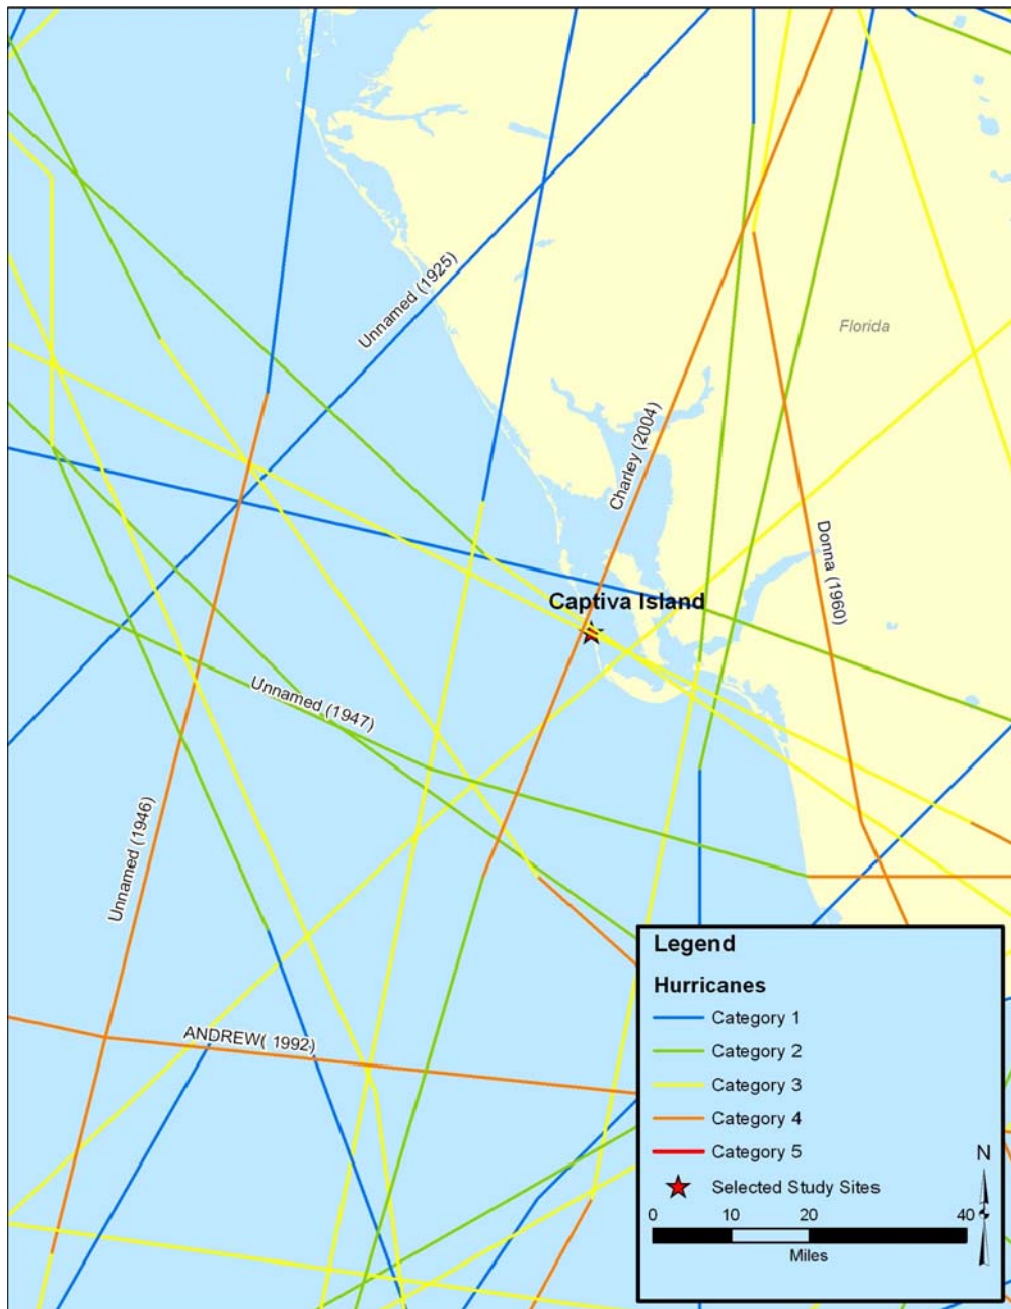 Unnamed (1925)
Florida
Charley (2004)
Donna (1960)
Captiva Island
Unnamed (1947)
Unnamed (1946)
ANDREW( 1992)
Legend
Hurricanes
Category 1
Category 2
Category 3
Category 4
Category 5
Selected Study Sites
N
0 10 20 40
Miles